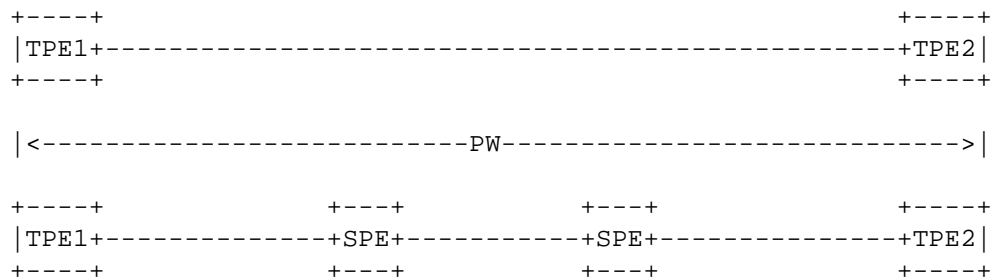 +----+                                                  +----+
|TPE1+--------------------------------------------------+TPE2|
+----+                                                  +----+
|<---------------------------PW----------------------------->|
+----+              +---+           +---+               +----+
|TPE1+--------------+SPE+-----------+SPE+---------------+TPE2|
+----+              +---+           +---+               +----+